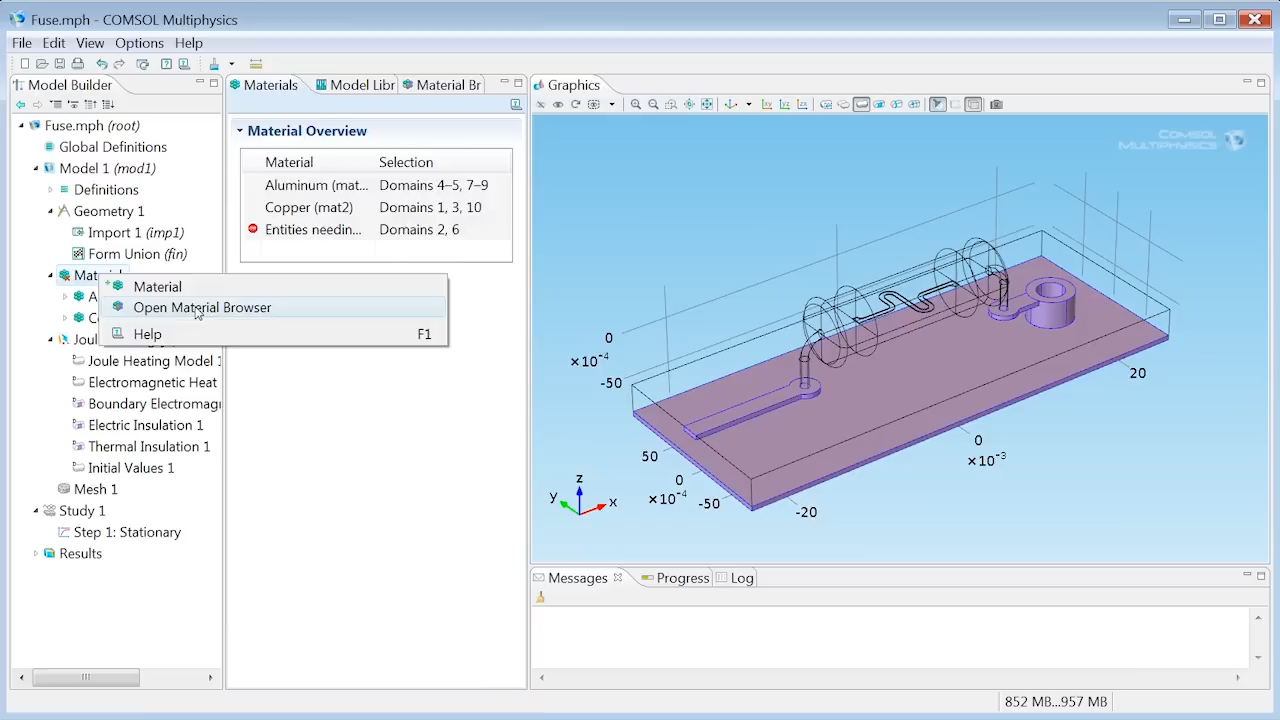 Fuse.mph - COMSOL Multiphysics
File Edit View Options Help
Model Builder
Fuse.mph (root)
Global Definitions
Model 1 (mod1)
Definitions
Geometry 1
Import 1 (imp1)
Form Union (fin)
Material
A
C
Joul
Joule Heating Model 1
Electromagnetic Heat
Boundary Electromagn
Electric Insulation 1
Thermal Insulation 1
Initial Values 1
Mesh 1
Study 1
Step 1: Stationary
Results
Material
Open Material Browser
Help F1
Materials Model Libr Material Br
Material Overview
Material Selection
Aluminum (mat... Domains 4–5, 7–9
Copper (mat2) Domains 1, 3, 10
Entities needin... Domains 2, 6
Graphics
COMSOL
MULTIPHYSICS
0
×10⁻⁴
-50
20
0
×10⁻³
50
0
×10⁻⁴
-50
-20
z
y
x
Messages Progress Log
852 MB...957 MB